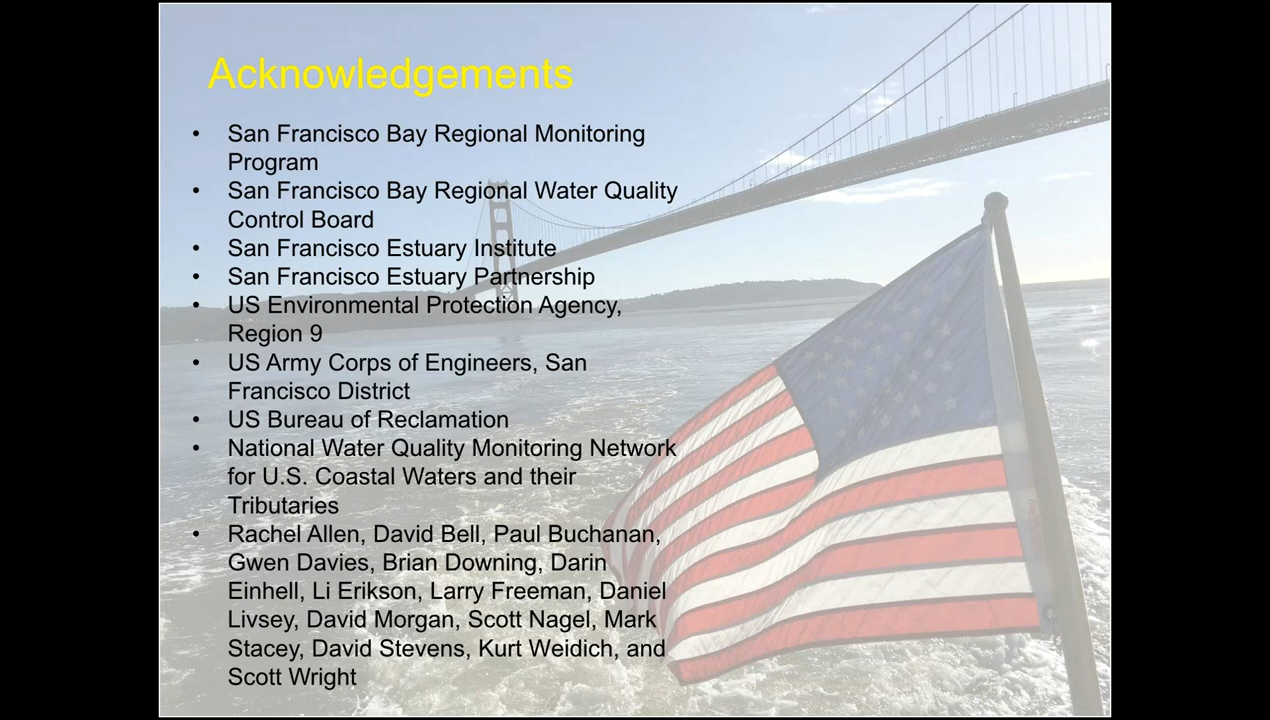 Acknowledgements
• San Francisco Bay Regional Monitoring
Program
• San Francisco Bay Regional Water Quality
Control Board
• San Francisco Estuary Institute
• San Francisco Estuary Partnership
• US Environmental Protection Agency,
Region 9
• US Army Corps of Engineers, San
Francisco District
• US Bureau of Reclamation
• National Water Quality Monitoring Network
for U.S. Coastal Waters and their
Tributaries
• Rachel Allen, David Bell, Paul Buchanan,
Gwen Davies, Brian Downing, Darin
Einhell, Li Erikson, Larry Freeman, Daniel
Livsey, David Morgan, Scott Nagel, Mark
Stacey, David Stevens, Kurt Weidich, and
Scott Wright